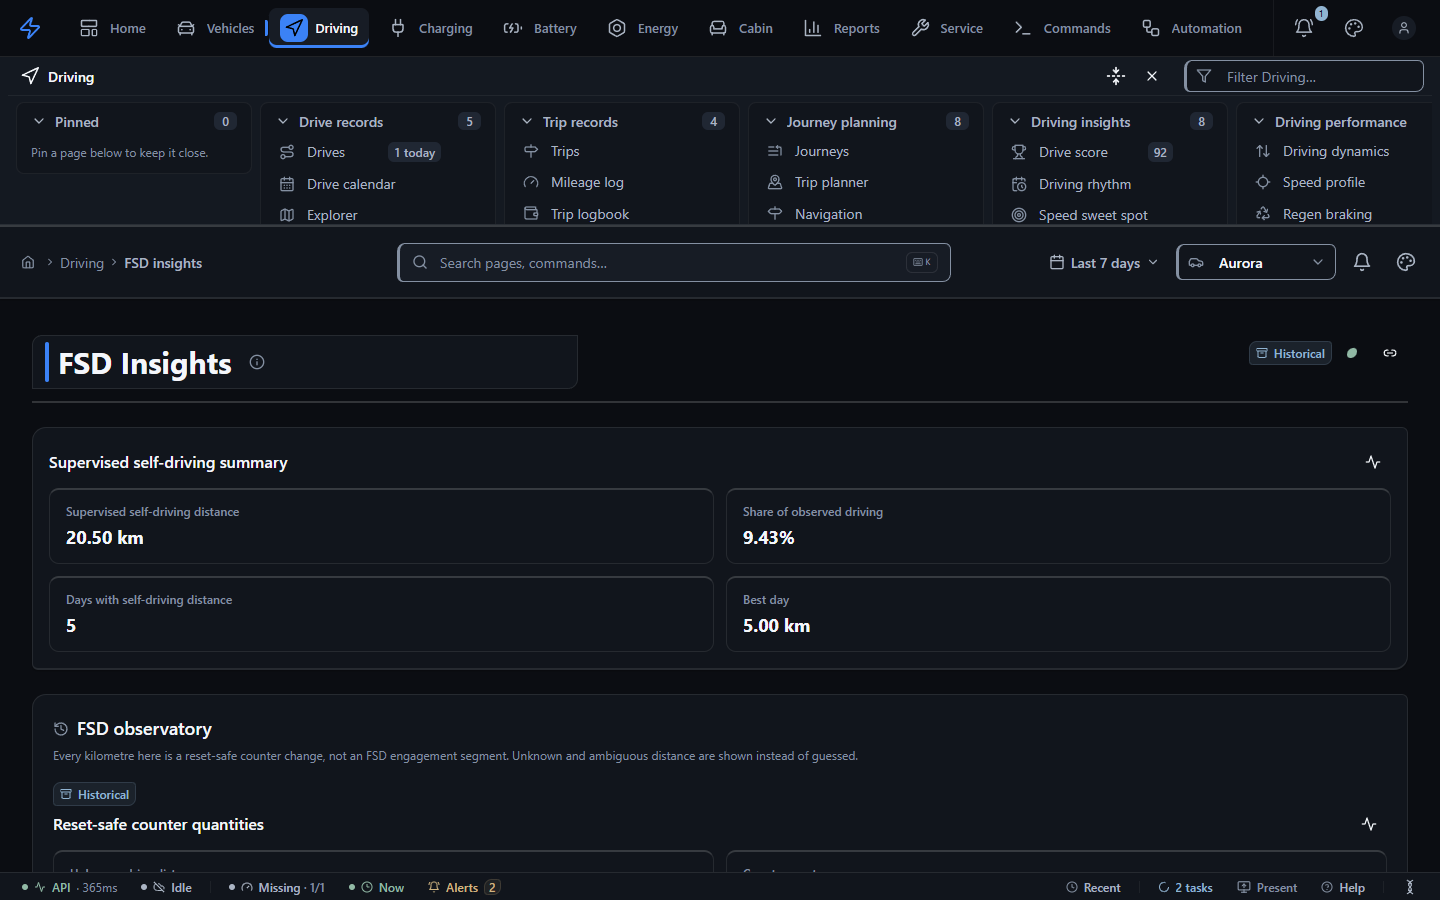 Home
Vehicles
Driving
Charging
Battery
Energy
Cabin
Reports
Service
Commands
Automation
1
Driving
Filter Driving...
Pinned 0
Pin a page below to keep it close.
Drive records 5
Drives 1 today
Drive calendar
Explorer
Trip records 4
Trips
Mileage log
Trip logbook
Journey planning 8
Journeys
Trip planner
Navigation
Driving insights 8
Drive score 92
Driving rhythm
Speed sweet spot
Driving performance
Driving dynamics
Speed profile
Regen braking
Driving
FSD insights
Search pages, commands...
K
Last 7 days
Aurora
FSD Insights
Historical
Supervised self-driving summary
Supervised self-driving distance
20.50 km
Share of observed driving
9.43%
Days with self-driving distance
5
Best day
5.00 km
FSD observatory
Every kilometre here is a reset-safe counter change, not an FSD engagement segment. Unknown and ambiguous distance are shown instead of guessed.
Historical
Reset-safe counter quantities
API · 365ms
Idle
Missing · 1/1
Now
Alerts 2
Recent
2 tasks
Present
Help